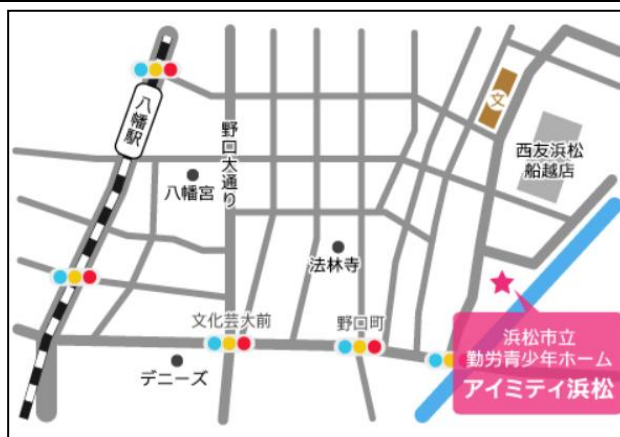 八幡駅
野口大通り
八幡宮
文
西友浜松
船越店
法林寺
文化芸大前
野口町
デニーズ
浜松市立
勤労青少年ホーム
アイミティ浜松